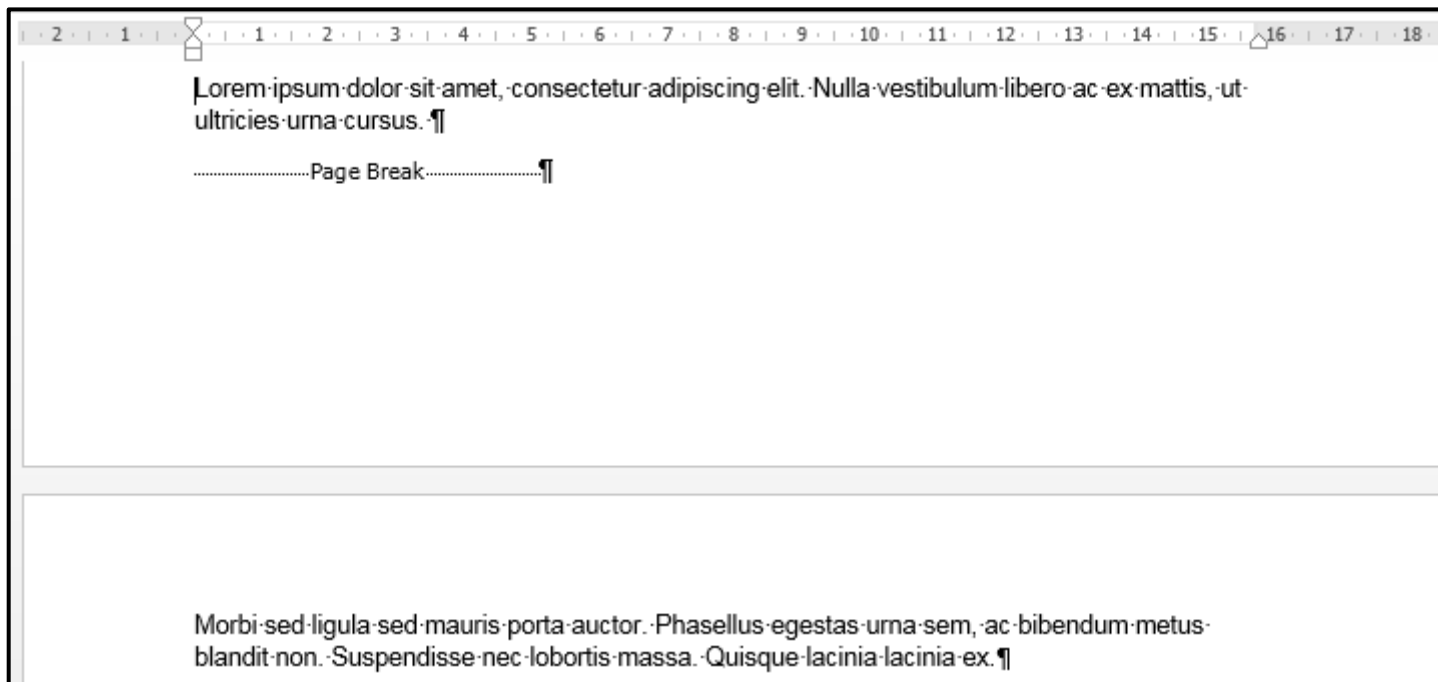 2 1 1 2 3 4 5 6 7 8 9 10 11 12 13 14 15 16 17 18
Lorem·ipsum·dolor·sit·amet,·consectetur·adipiscing·elit.·Nulla·vestibulum·libero·ac·ex·mattis,·ut·
ultricies·urna·cursus.·¶
Page Break¶
Morbi·sed·ligula·sed·mauris·porta·auctor.·Phasellus·egestas·urna·sem,·ac·bibendum·metus·
blandit·non.·Suspendisse·nec·lobortis·massa.·Quisque·lacinia·lacinia·ex.¶